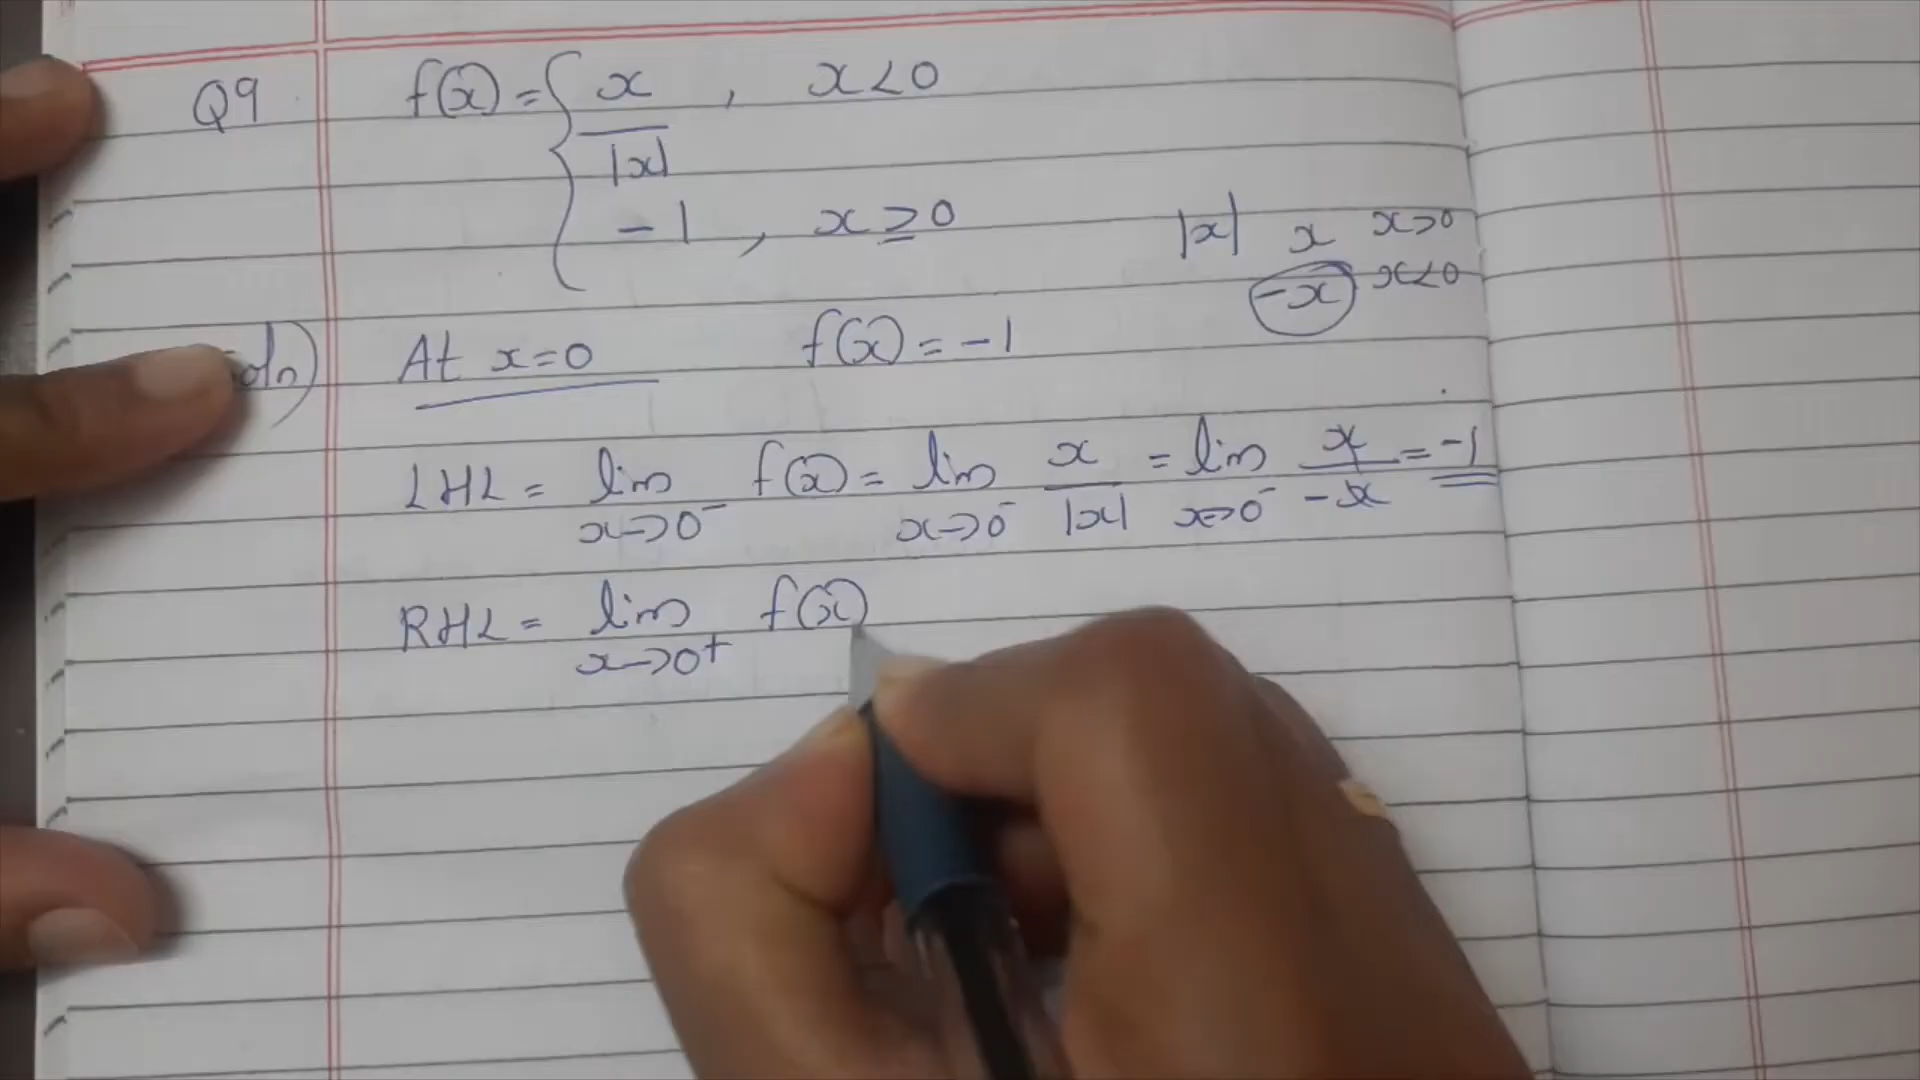 Q9 f(x) = { x/|x| , x<0
-1 , x≥0
|x| x x>0
-x x<0
At x=0 f(x) = -1
LHL = lim x→0⁻ f(x) = lim x→0⁻ x/|x| = lim x→0⁻ x/-x = -1
RHL = lim x→0⁺ f(x)